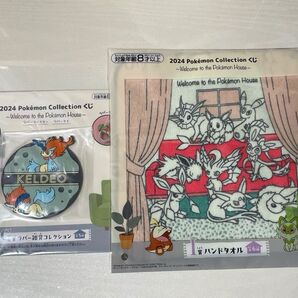 2024 Pokémon Collection くじ
~Welcome to the Pokémon House~
KELDEO
ラバー雑貨コレクション
対象年齢8才以上
2024 Pokémon Collection くじ
~Welcome to the Pokémon House~
Welcome to the Pokémon House
賞 ハンドタオル